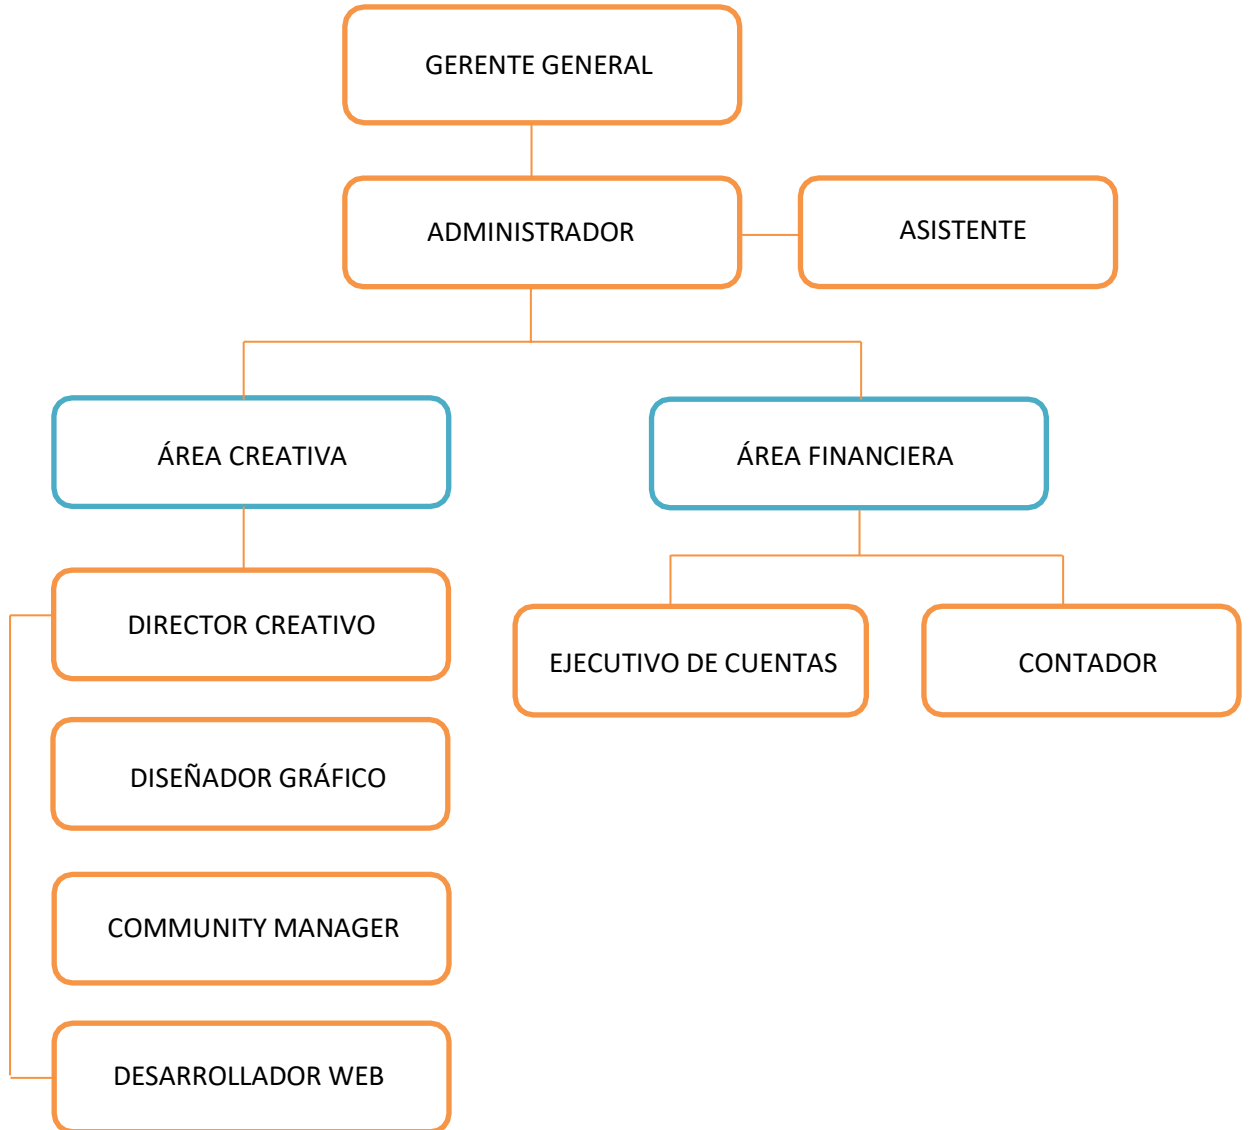 GERENTE GENERAL
ADMINISTRADOR
ASISTENTE
ÁREA CREATIVA
ÁREA FINANCIERA
DIRECTOR CREATIVO
EJECUTIVO DE CUENTAS
CONTADOR
DISEÑADOR GRÁFICO
COMMUNITY MANAGER
DESARROLLADOR WEB